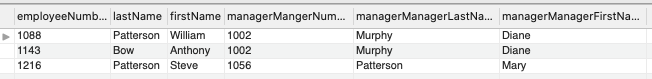 employeeNumb... lastName firstName managerMangerNum... managerManagerLastNa... managerManagerFirstNa...
1088 Patterson William 1002 Murphy Diane
1143 Bow Anthony 1002 Murphy Diane
1216 Patterson Steve 1056 Patterson Mary